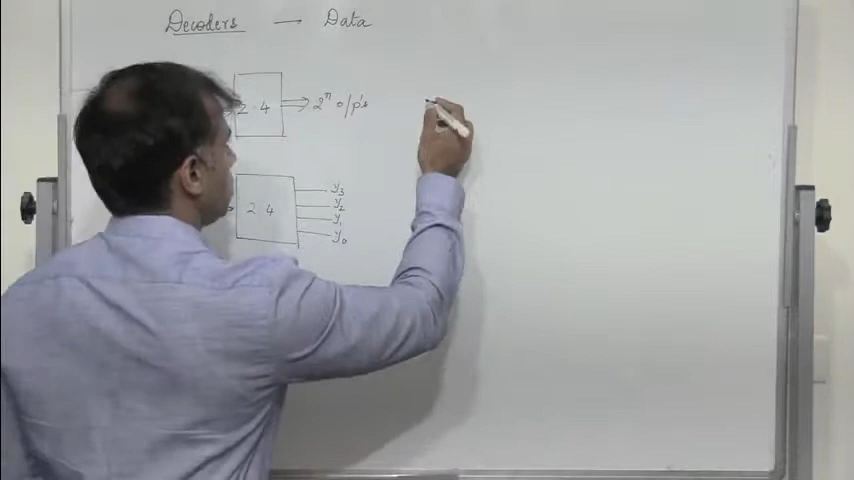 Decoders — Data
2 4 2ⁿ o/p's
2 4
y₃
y₂
y₁
y₀